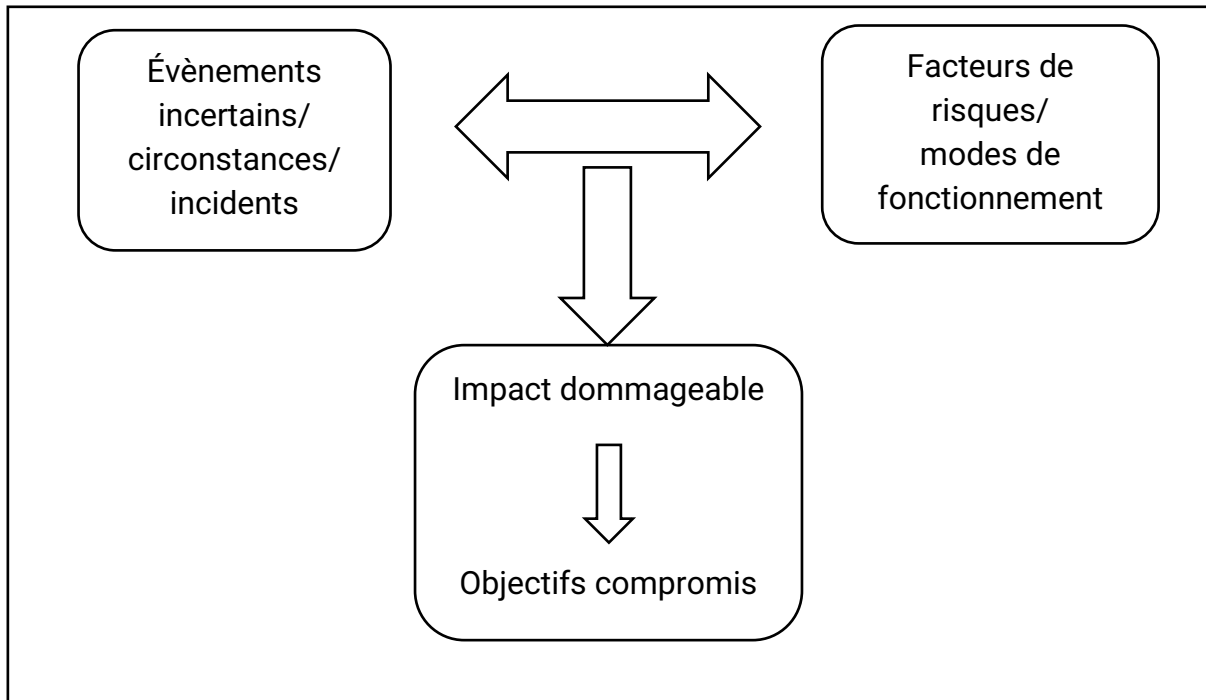 Évènements
incertains/
circonstances/
incidents
Facteurs de
risques/
modes de
fonctionnement
Impact dommageable
Objectifs compromis